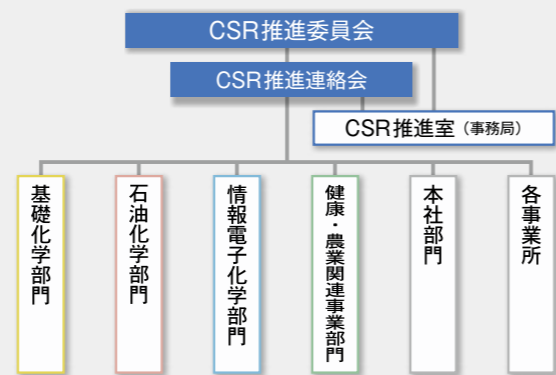 CSR推進委員会
CSR推進連絡会
CSR推進室（事務局）
基礎化学部門
石油化学部門
情報電子化学部門
健康・農業関連事業部門
本社部門
各事業所